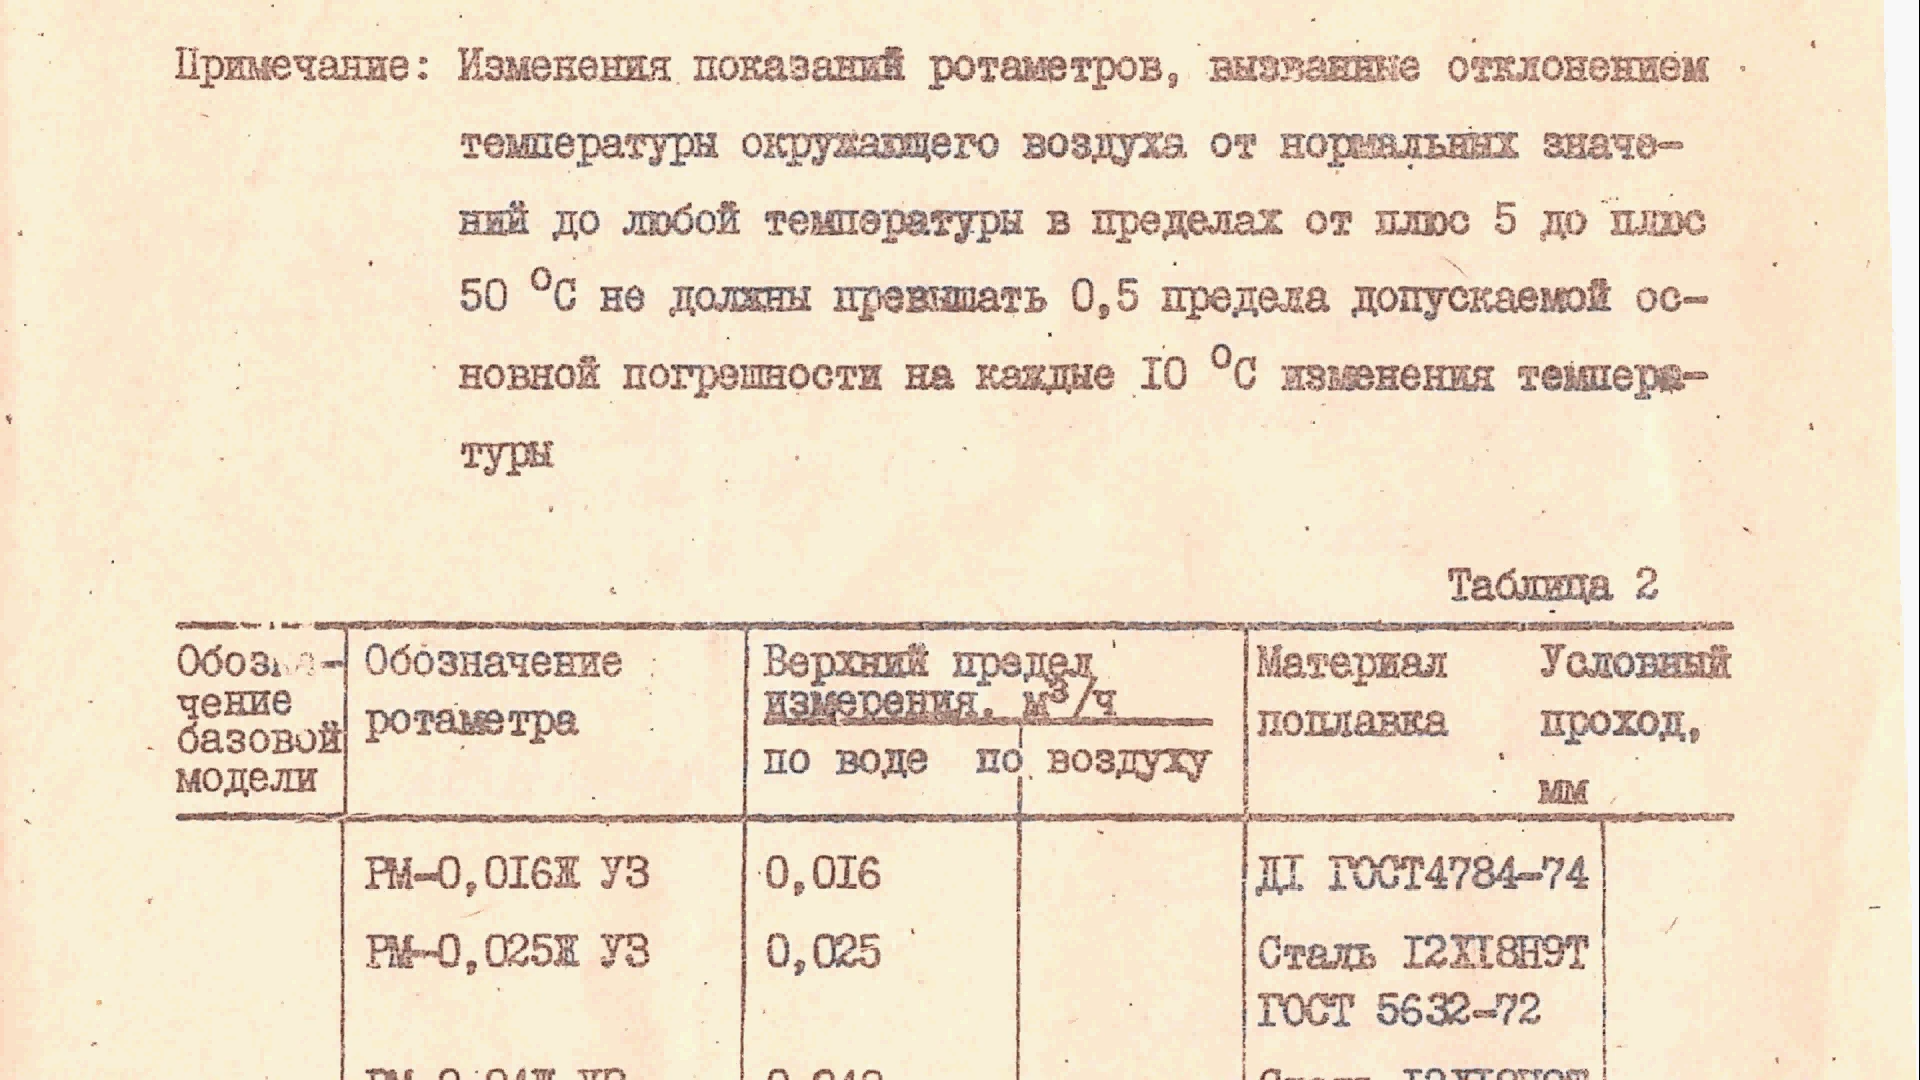 Примечание: Изменения показаний ротаметров, вызванные отклонением
температуры окружающего воздуха от нормальных значе-
ний до любой температуры в пределах от плюс 5 до плюс
50 °С не должны превышать 0,5 предела допускаемой ос-
новной погрешности на каждые 10 °С изменения темпера-
туры
Таблица 2
Обозна-
чение
базовой
модели
Обозначение
ротаметра
Верхний предел
измерения, м³/ч
по воде по воздуху
Материал
поплавка
Условный
проход,
мм
РМ-0,016Ж У3 0,016 Д1 ГОСТ4784-74
РМ-0,025Ж У3 0,025 Сталь 12Х18Н9Т
ГОСТ 5632-72